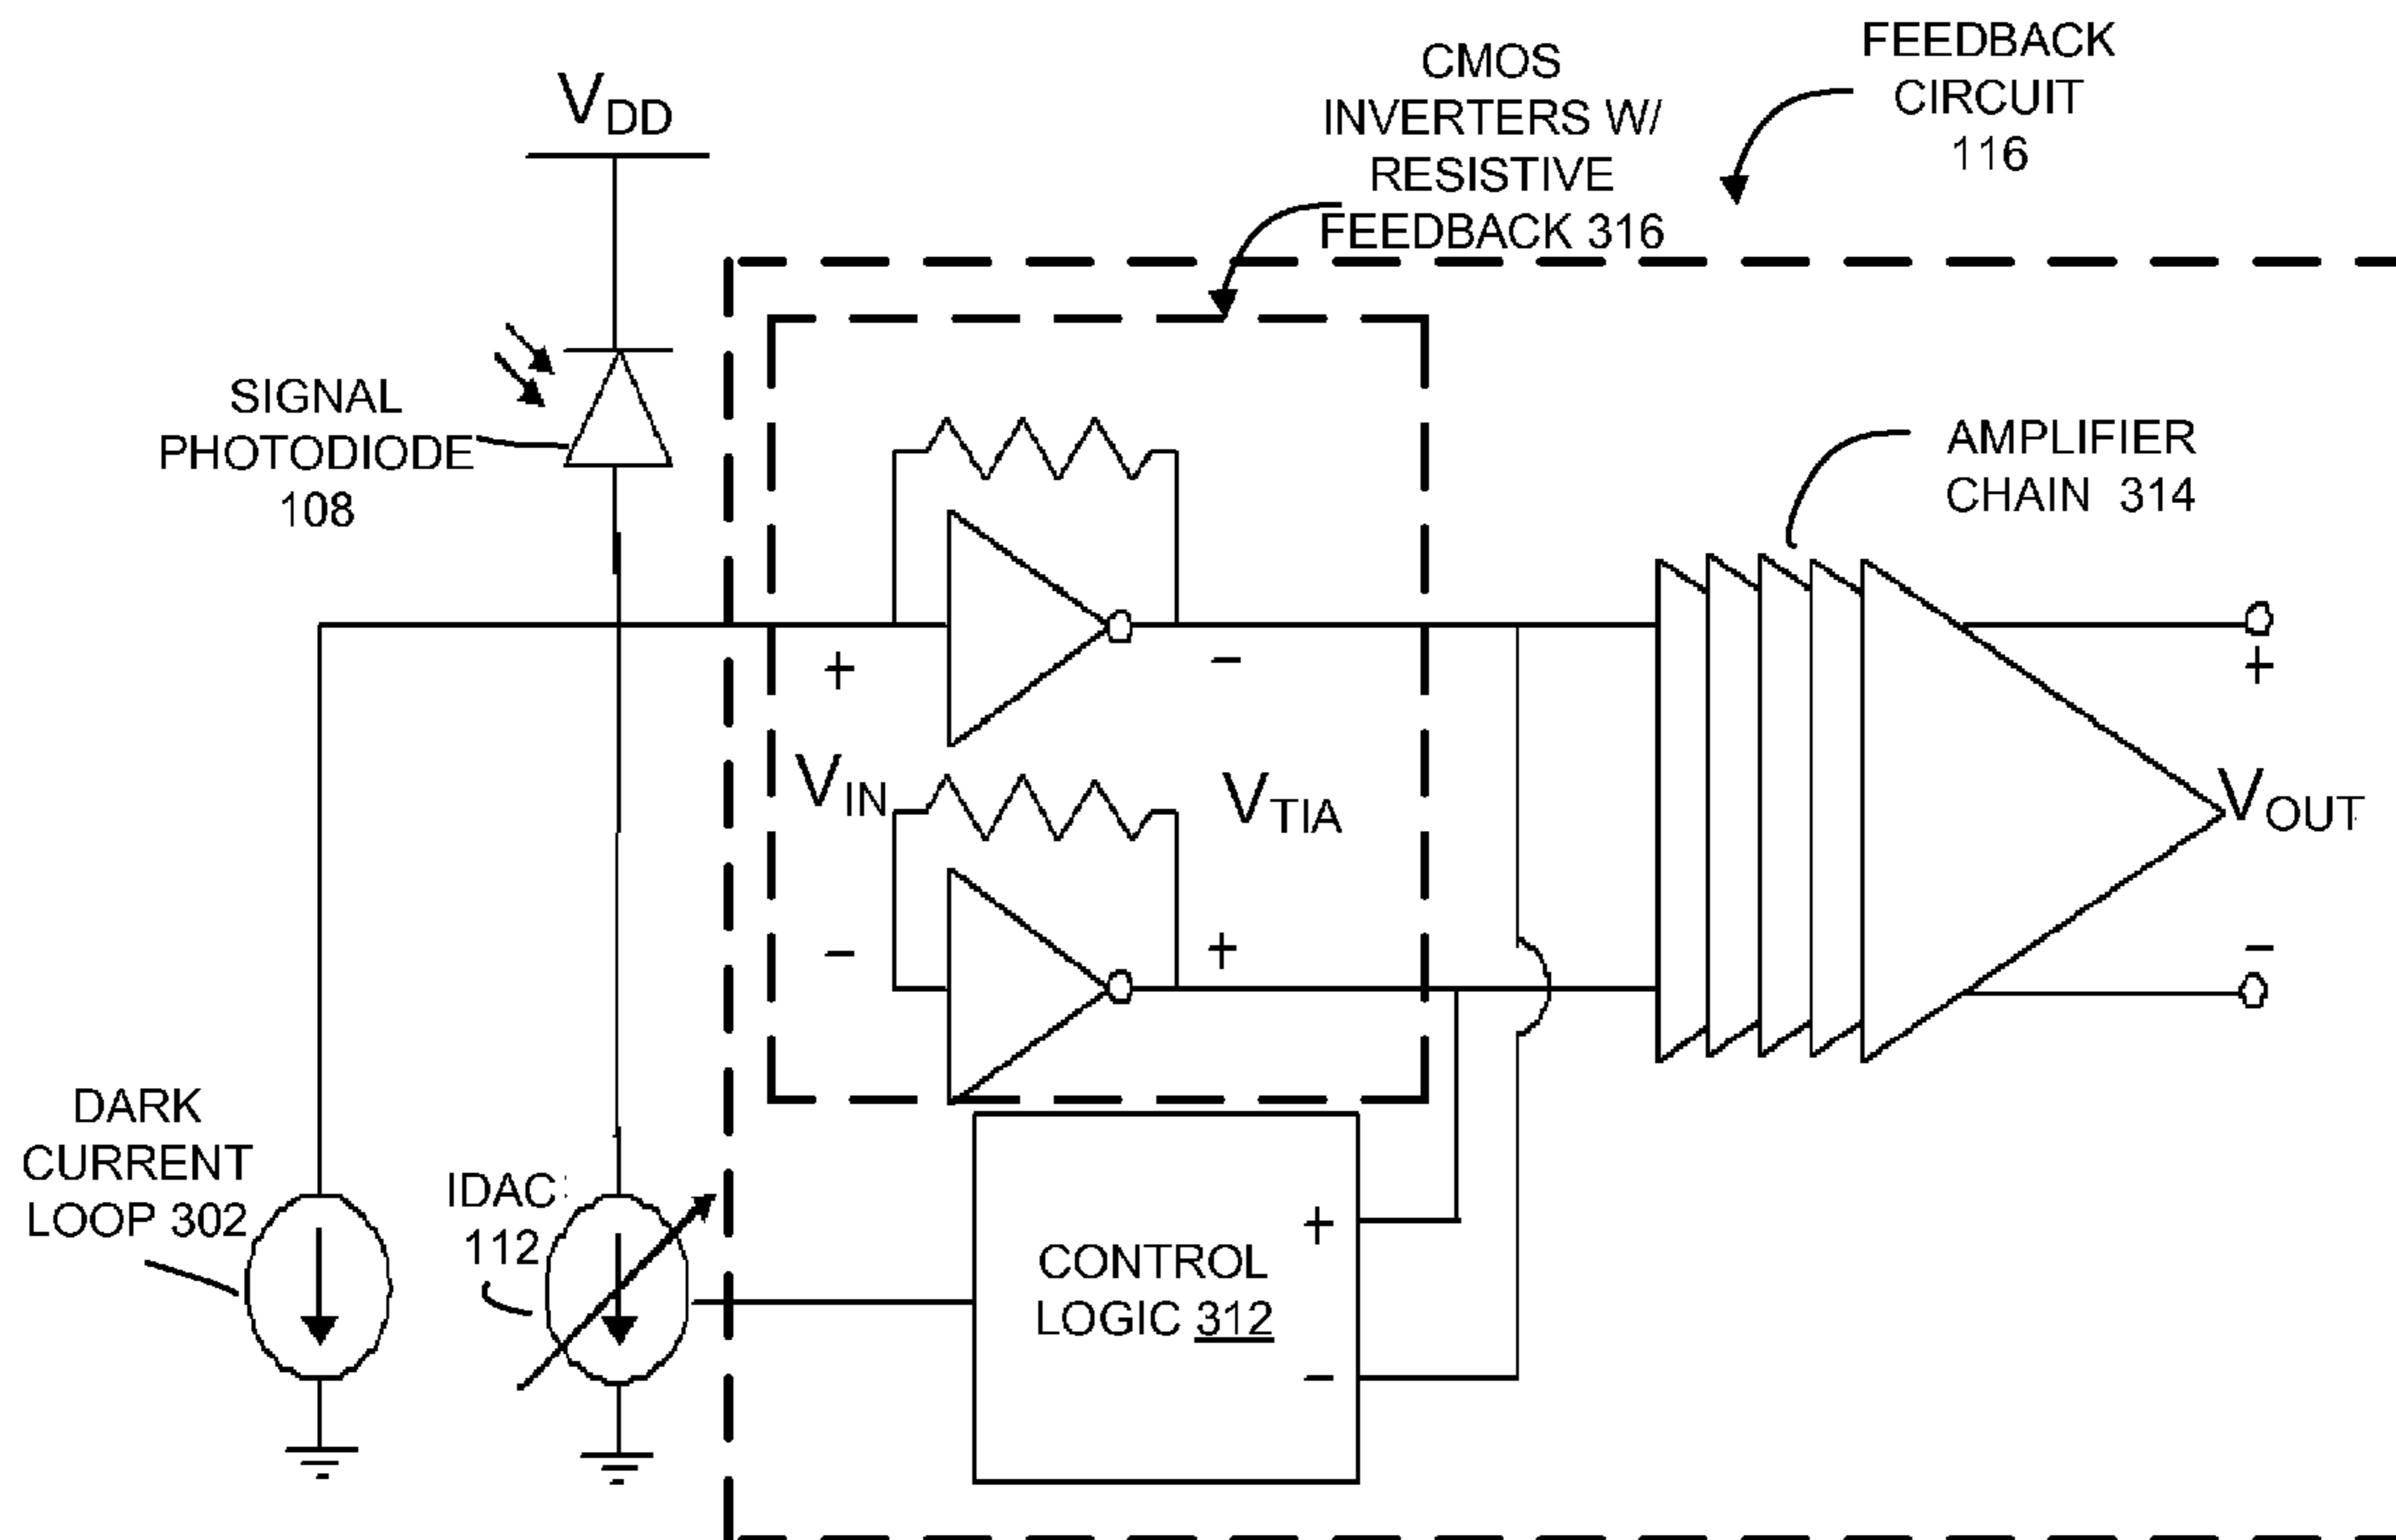 FEEDBACK
CIRCUIT
116
CMOS
INVERTERS W/
RESISTIVE
FEEDBACK 316
VDD
SIGNAL
PHOTODIODE
108
AMPLIFIER
CHAIN 314
+
−
+
VIN
VTIA
VOUT
−
+
−
DARK
CURRENT
LOOP 302
IDAC
112
+
CONTROL
LOGIC 312
−